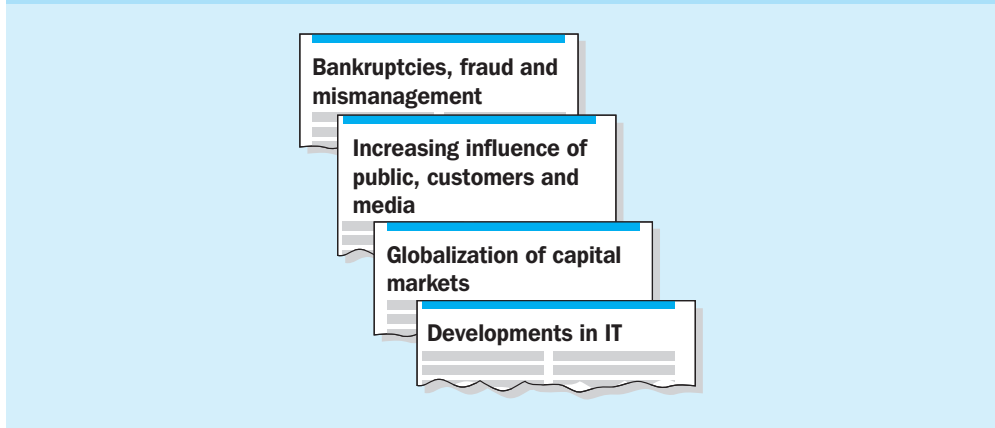 Bankruptcies, fraud and
mismanagement
Increasing influence of
public, customers and
media
Globalization of capital
markets
Developments in IT